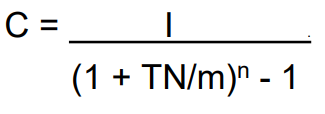 C = I
(1 + TN/m)ⁿ - 1